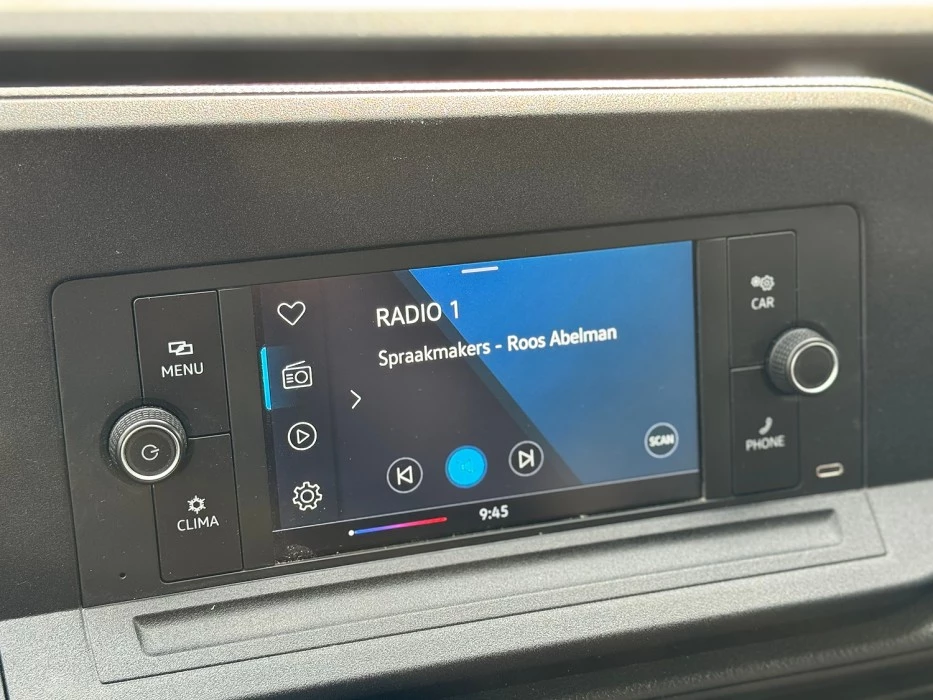 MENU
CLIMA
RADIO 1
Spraakmakers - Roos Abelman
SCAN
9:45
CAR
PHONE